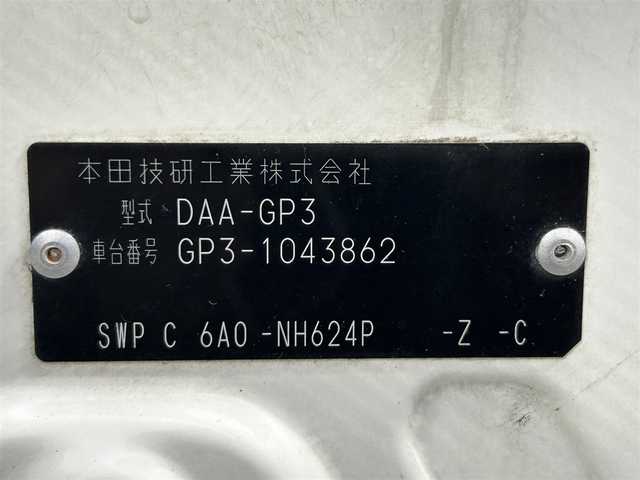 本田技研工業株式会社
型式 DAA-GP3
車台番号 GP3-1043862
SWP C 6A0 -NH624P -Z -C